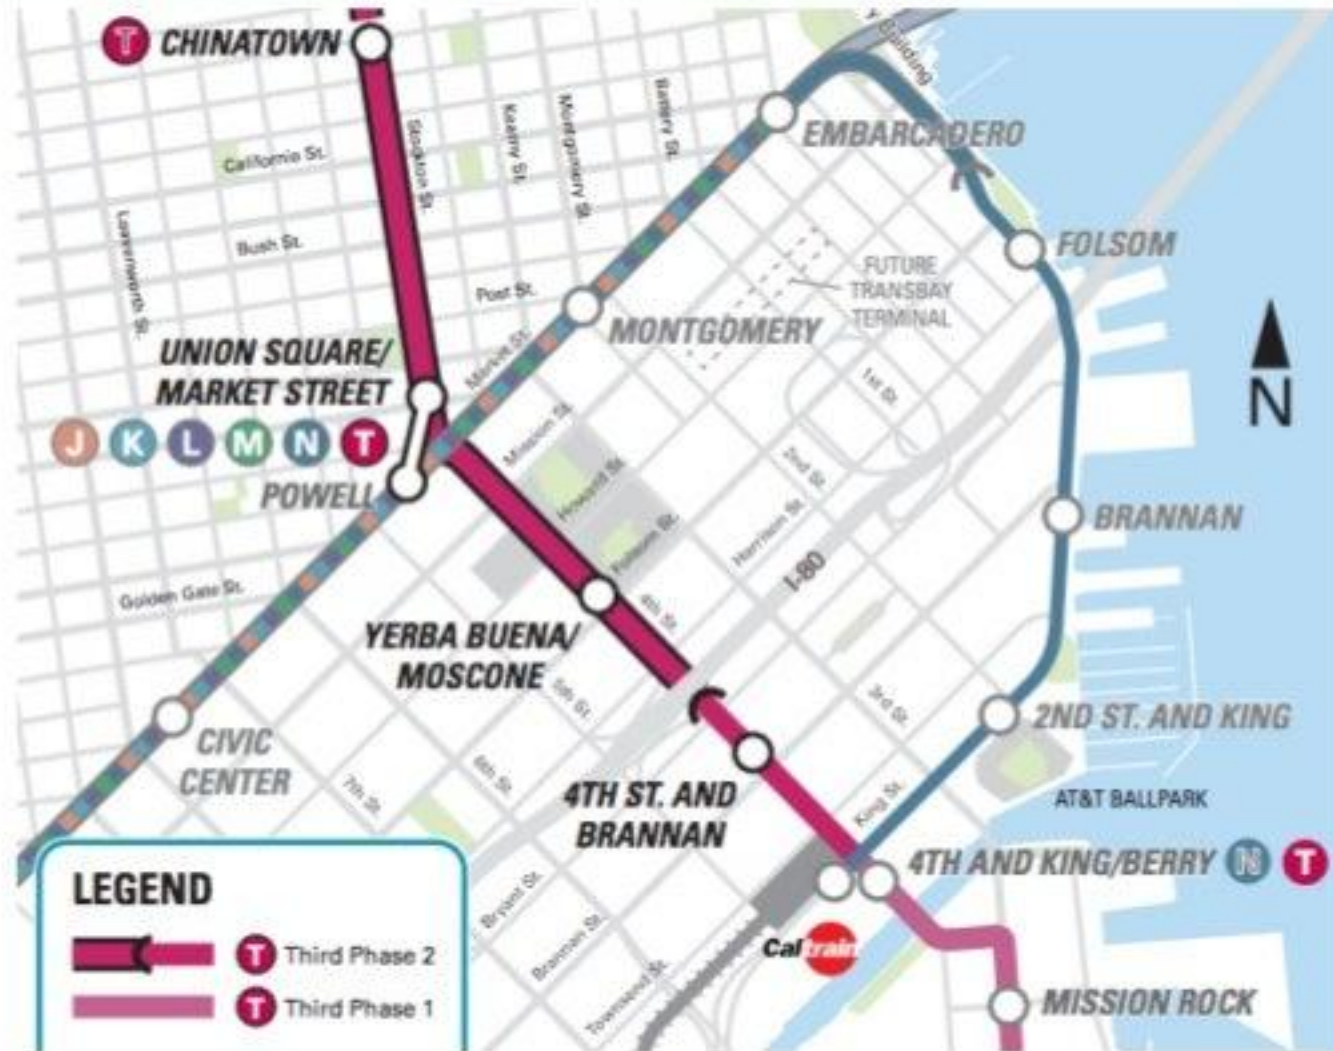 T CHINATOWN
y Building
EMBARCADERO
California St.
Stockton St.
Kearny St.
Montgomery St.
Battery St.
Leavenworth St.
Bush St.
Post St.
FOLSOM
FUTURE
TRANSBAY
TERMINAL
MONTGOMERY
Market St.
UNION SQUARE/
MARKET STREET
J K L M N T
POWELL
1st St
N
Mission St.
Howard St.
Folsom St.
2nd St
Harrison St.
I-80
BRANNAN
Golden Gate St.
4th St.
YERBA BUENA/
MOSCONE
5th St.
3rd St.
2ND ST. AND KING
CIVIC
CENTER
7th St.
6th St.
4TH ST. AND
BRANNAN
King St.
AT&T BALLPARK
4TH AND KING/BERRY N T
Bryant St.
Brannan St.
Townsend St.
Caltrain
MISSION ROCK
LEGEND
T Third Phase 2
T Third Phase 1